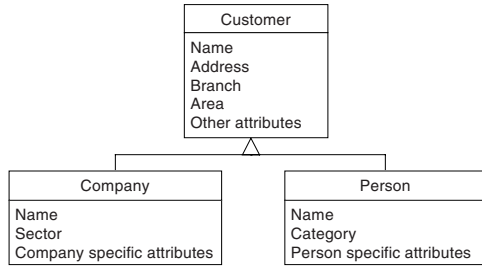 Customer
Name
Address
Branch
Area
Other attributes
Company
Name
Sector
Company specific attributes
Person
Name
Category
Person specific attributes